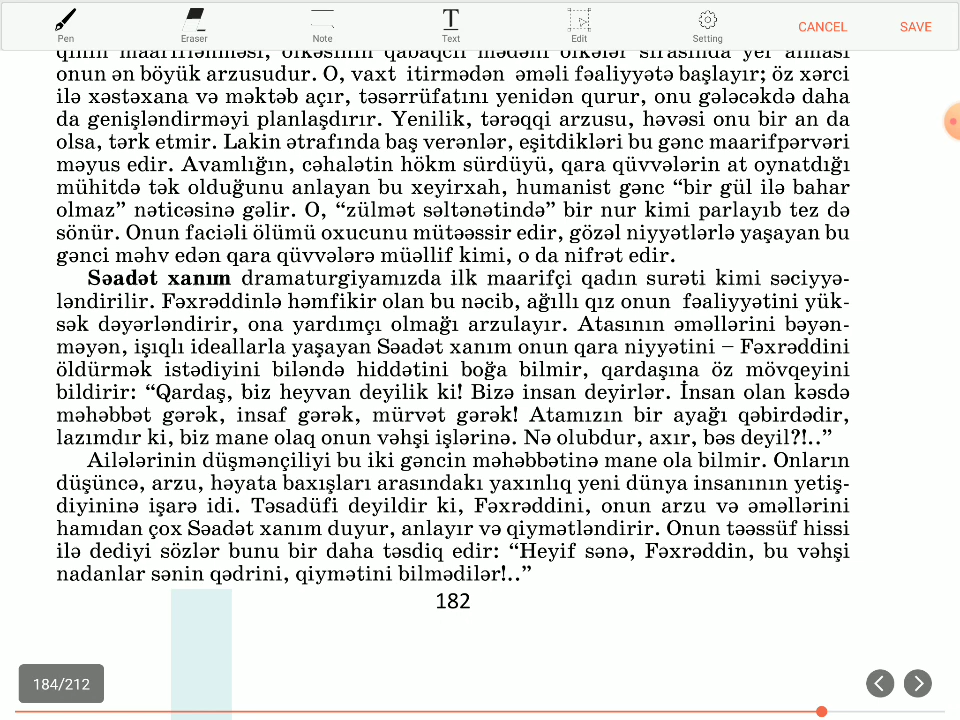 Pen
Eraser
Note
Text
Edit
Setting
CANCEL
SAVE
qinin maariflənməsi, ölkəsinin qabaqcıl mədəni ölkələr sırasında yer alması
onun ən böyük arzusudur. O, vaxt itirmədən əməli fəaliyyətə başlayır; öz xərci
ilə xəstəxana və məktəb açır, təsərrüfatını yenidən qurur, onu gələcəkdə daha
da genişləndirməyi planlaşdırır. Yenilik, tərəqqi arzusu, həvəsi onu bir an da
olsa, tərk etmir. Lakin ətrafında baş verənlər, eşitdikləri bu gənc maarifpərvəri
məyus edir. Avamlığın, cəhalətin hökm sürdüyü, qara qüvvələrin at oynatdığı
mühitdə tək olduğunu anlayan bu xeyirxah, humanist gənc “bir gül ilə bahar
olmaz” nəticəsinə gəlir. O, “zülmət səltənətində” bir nur kimi parlayıb tez də
sönür. Onun faciəli ölümü oxucunu mütəəssir edir, gözəl niyyətlərlə yaşayan bu
gənci məhv edən qara qüvvələrə müəllif kimi, o da nifrət edir.
Səadət xanım dramaturgiyamızda ilk maarifçi qadın surəti kimi səciyyə-
ləndirilir. Fəxrəddinlə həmfikir olan bu nəcib, ağıllı qız onun fəaliyyətini yük-
sək dəyərləndirir, ona yardımçı olmağı arzulayır. Atasının əməllərini bəyən-
məyən, işıqlı ideallarla yaşayan Səadət xanım onun qara niyyətini – Fəxrəddini
öldürmək istədiyini biləndə hiddətini boğa bilmir, qardaşına öz mövqeyini
bildirir: “Qardaş, biz heyvan deyilik ki! Bizə insan deyirlər. İnsan olan kəsdə
məhəbbət gərək, insaf gərək, mürvət gərək! Atamızın bir ayağı qəbirdədir,
lazımdır ki, biz mane olaq onun vəhşi işlərinə. Nə olubdur, axır, bəs deyil?!..”
Ailələrinin düşmənçiliyi bu iki gəncin məhəbbətinə mane ola bilmir. Onların
düşüncə, arzu, həyata baxışları arasındakı yaxınlıq yeni dünya insanının yetiş-
diyininə işarə idi. Təsadüfi deyildir ki, Fəxrəddini, onun arzu və əməllərini
hamıdan çox Səadət xanım duyur, anlayır və qiymətləndirir. Onun təəssüf hissi
ilə dediyi sözlər bunu bir daha təsdiq edir: “Heyif sənə, Fəxrəddin, bu vəhşi
nadanlar sənin qədrini, qiymətini bilmədilər!..”
182
184/212